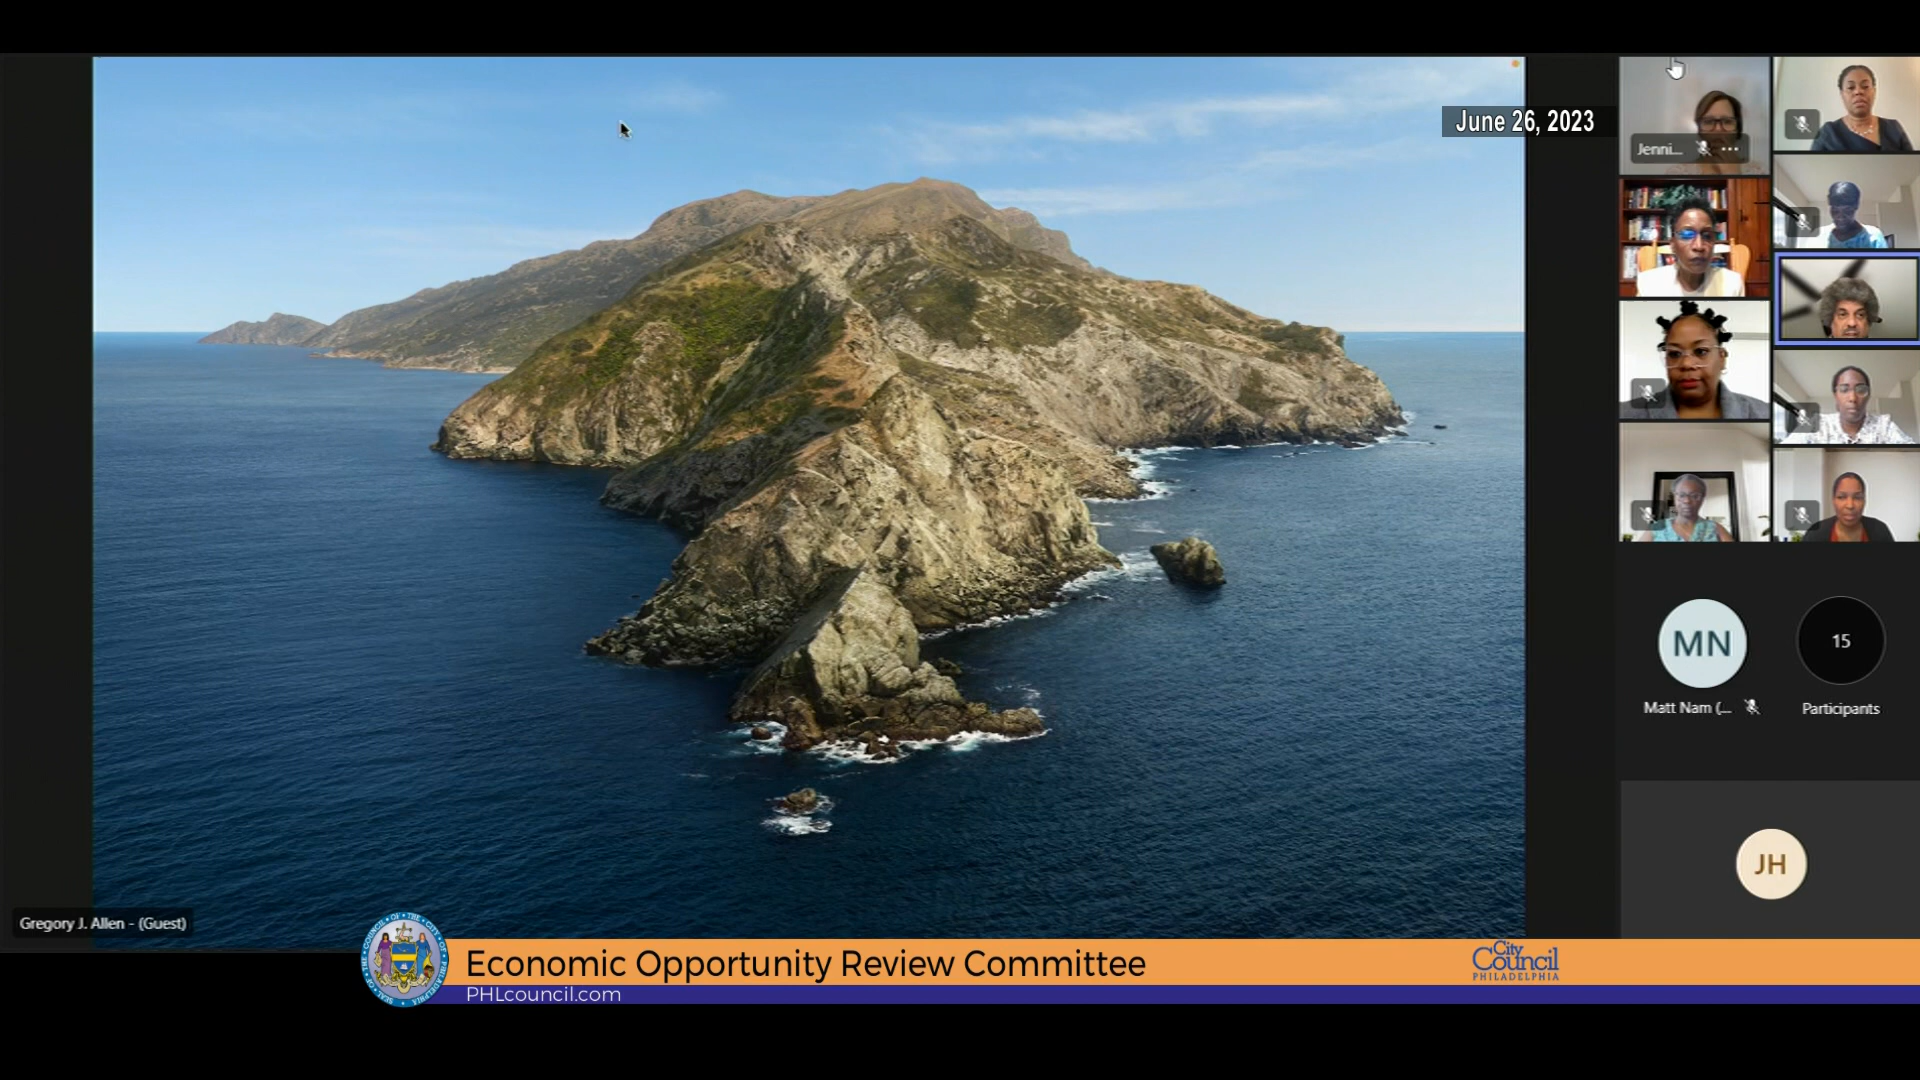 June 26, 2023
Jenni...
MN
15
Matt Nam (...
Participants
JH
Gregory J. Allen - (Guest)
Economic Opportunity Review Committee
City
Council
PHILADELPHIA
PHLcouncil.com